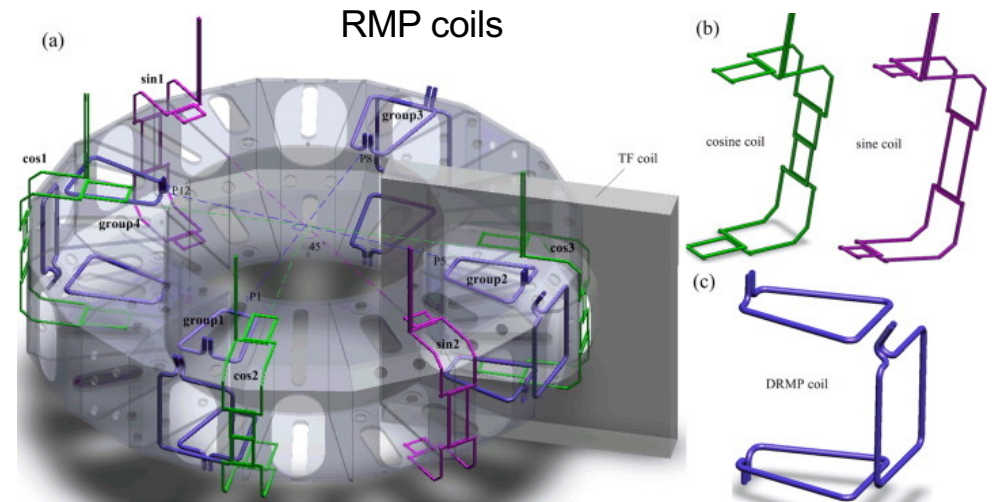 RMP coils
(a)
sin1
group3
P8
TF coil
cos1
P12
group4
45
cos3
P5
group2
P1
group1
sin2
cos2
(b)
cosine coil
sine coil
(c)
DRMP coil